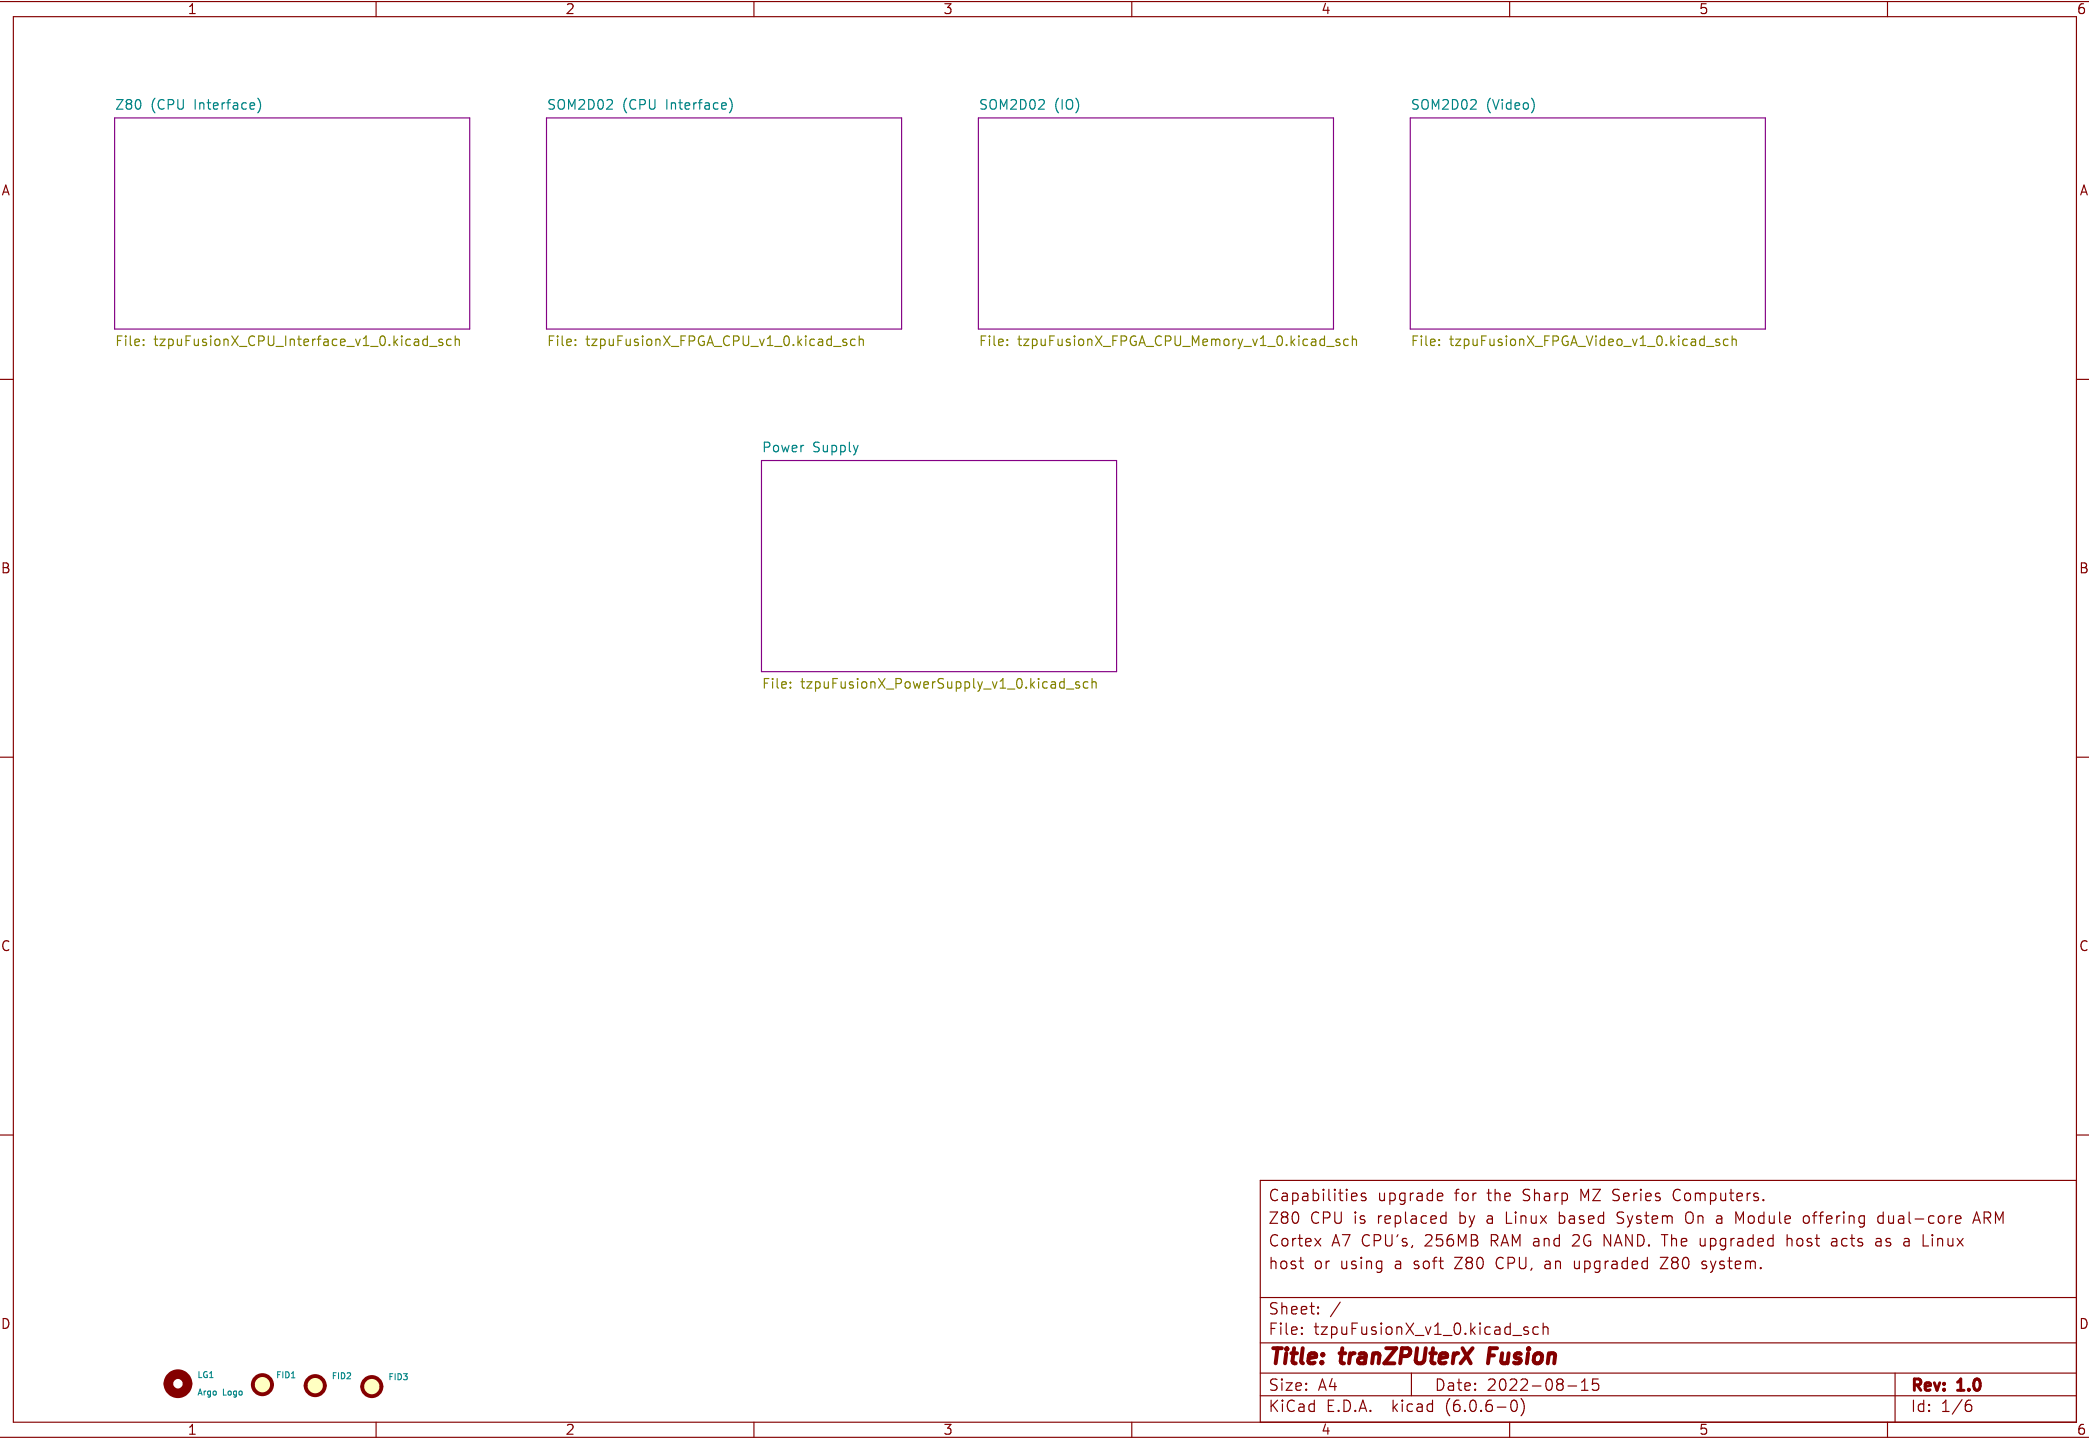 1 2 3 4 5 6
Z80 (CPU Interface)
SOM2D02 (CPU Interface)
SOM2D02 (IO)
SOM2D02 (Video)
A A
File: tzpuFusionX_CPU_Interface_v1_0.kicad_sch
File: tzpuFusionX_FPGA_CPU_v1_0.kicad_sch
File: tzpuFusionX_FPGA_CPU_Memory_v1_0.kicad_sch
File: tzpuFusionX_FPGA_Video_v1_0.kicad_sch
Power Supply
B B
File: tzpuFusionX_PowerSupply_v1_0.kicad_sch
C C
Capabilities upgrade for the Sharp MZ Series Computers.
Z80 CPU is replaced by a Linux based System On a Module offering dual-core ARM
Cortex A7 CPU's, 256MB RAM and 2G NAND. The upgraded host acts as a Linux
host or using a soft Z80 CPU, an upgraded Z80 system.
Sheet: /
D D
File: tzpuFusionX_v1_0.kicad_sch
Title: tranZPUterX Fusion
LG1
Argo Logo
FID1
FID2
FID3
Size: A4 Date: 2022-08-15 Rev: 1.0
KiCad E.D.A. kicad (6.0.6-0) Id: 1/6
1 2 3 4 5 6